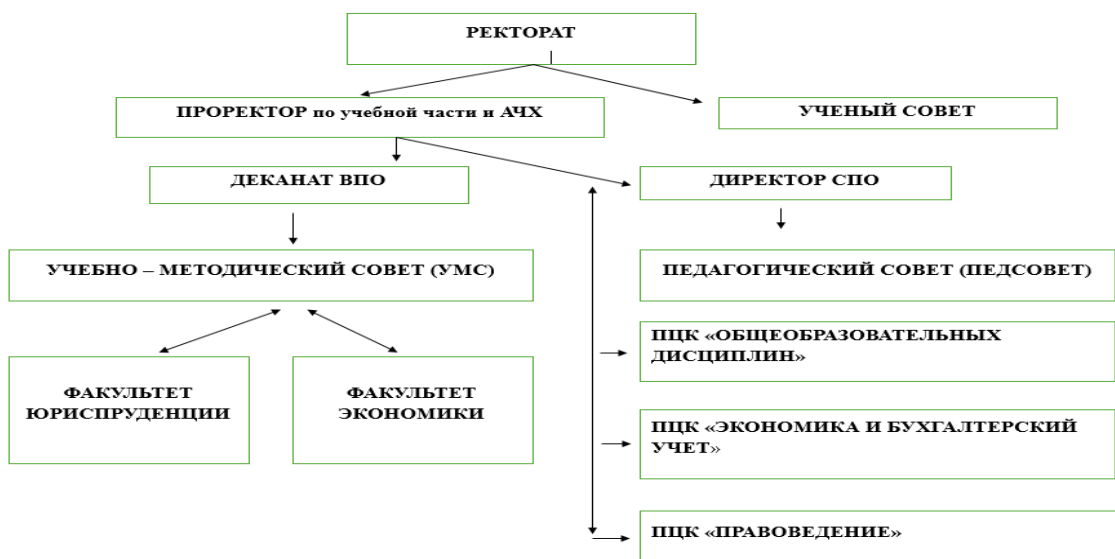 РЕКТОРАТ
ПРОРЕКТОР по учебной части и АЧХ
УЧЕНЫЙ СОВЕТ
ДЕКАНАТ ВПО
ДИРЕКТОР СПО
УЧЕБНО – МЕТОДИЧЕСКИЙ СОВЕТ (УМС)
ПЕДАГОГИЧЕСКИЙ СОВЕТ (ПЕДСОВЕТ)
ФАКУЛЬТЕТ
ЮРИСПРУДЕНЦИИ
ФАКУЛЬТЕТ
ЭКОНОМИКИ
ПЦК «ОБЩЕОБРАЗОВАТЕЛЬНЫХ
ДИСЦИПЛИН»
ПЦК «ЭКОНОМИКА И БУХГАЛТЕРСКИЙ
УЧЕТ»
ПЦК «ПРАВОВЕДЕНИЕ»